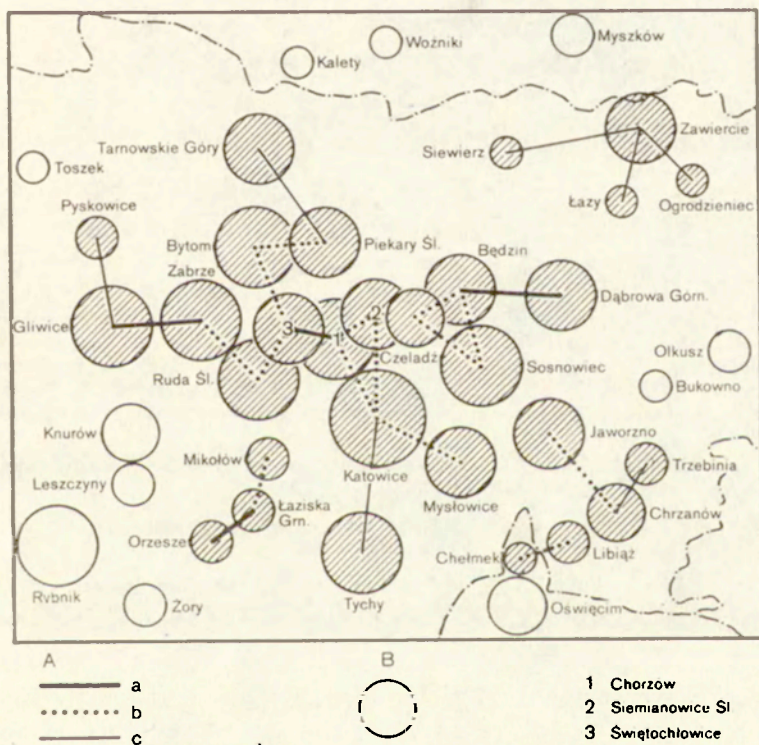 Woźniki
Myszków
Kalety
Zawiercie
Tarnowskie Góry
Siewierz
Toszek
Łazy
Ogrodzieniec
Pyskowice
Bytom
Piekary Śl.
Będzin
Zabrze
Dąbrowa Górn.
Gliwice
2
3
1
Czeladź
Olkusz
Sosnowiec
Ruda Śl.
Bukowno
Knurów
Jaworzno
Mikołów
Katowice
Trzebinia
Leszczyny
Mysłowice
Łaziska
Grn.
Chrzanów
Orzesze
Chełmek
Libiąż
Rybnik
Żory
Tychy
Oświęcim
A
B
a
b
c
1 Chorzow
2 Siemianowice Śl
3 Świętochłowice